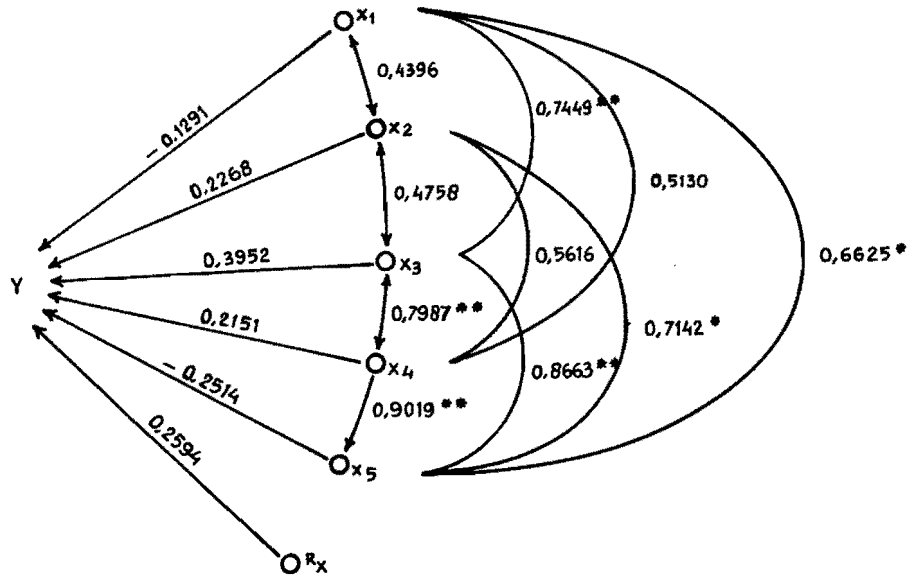 X1
0,4396
0,7449**
X2
- 0.1291
0,2268
0,4758
0,5130
0,3952
X3
0,5616
0,6625*
Y
0,7987**
0,2151
0,7142*
X4
0,8663**
- 0,2514
0,9019**
X5
0,2594
RX